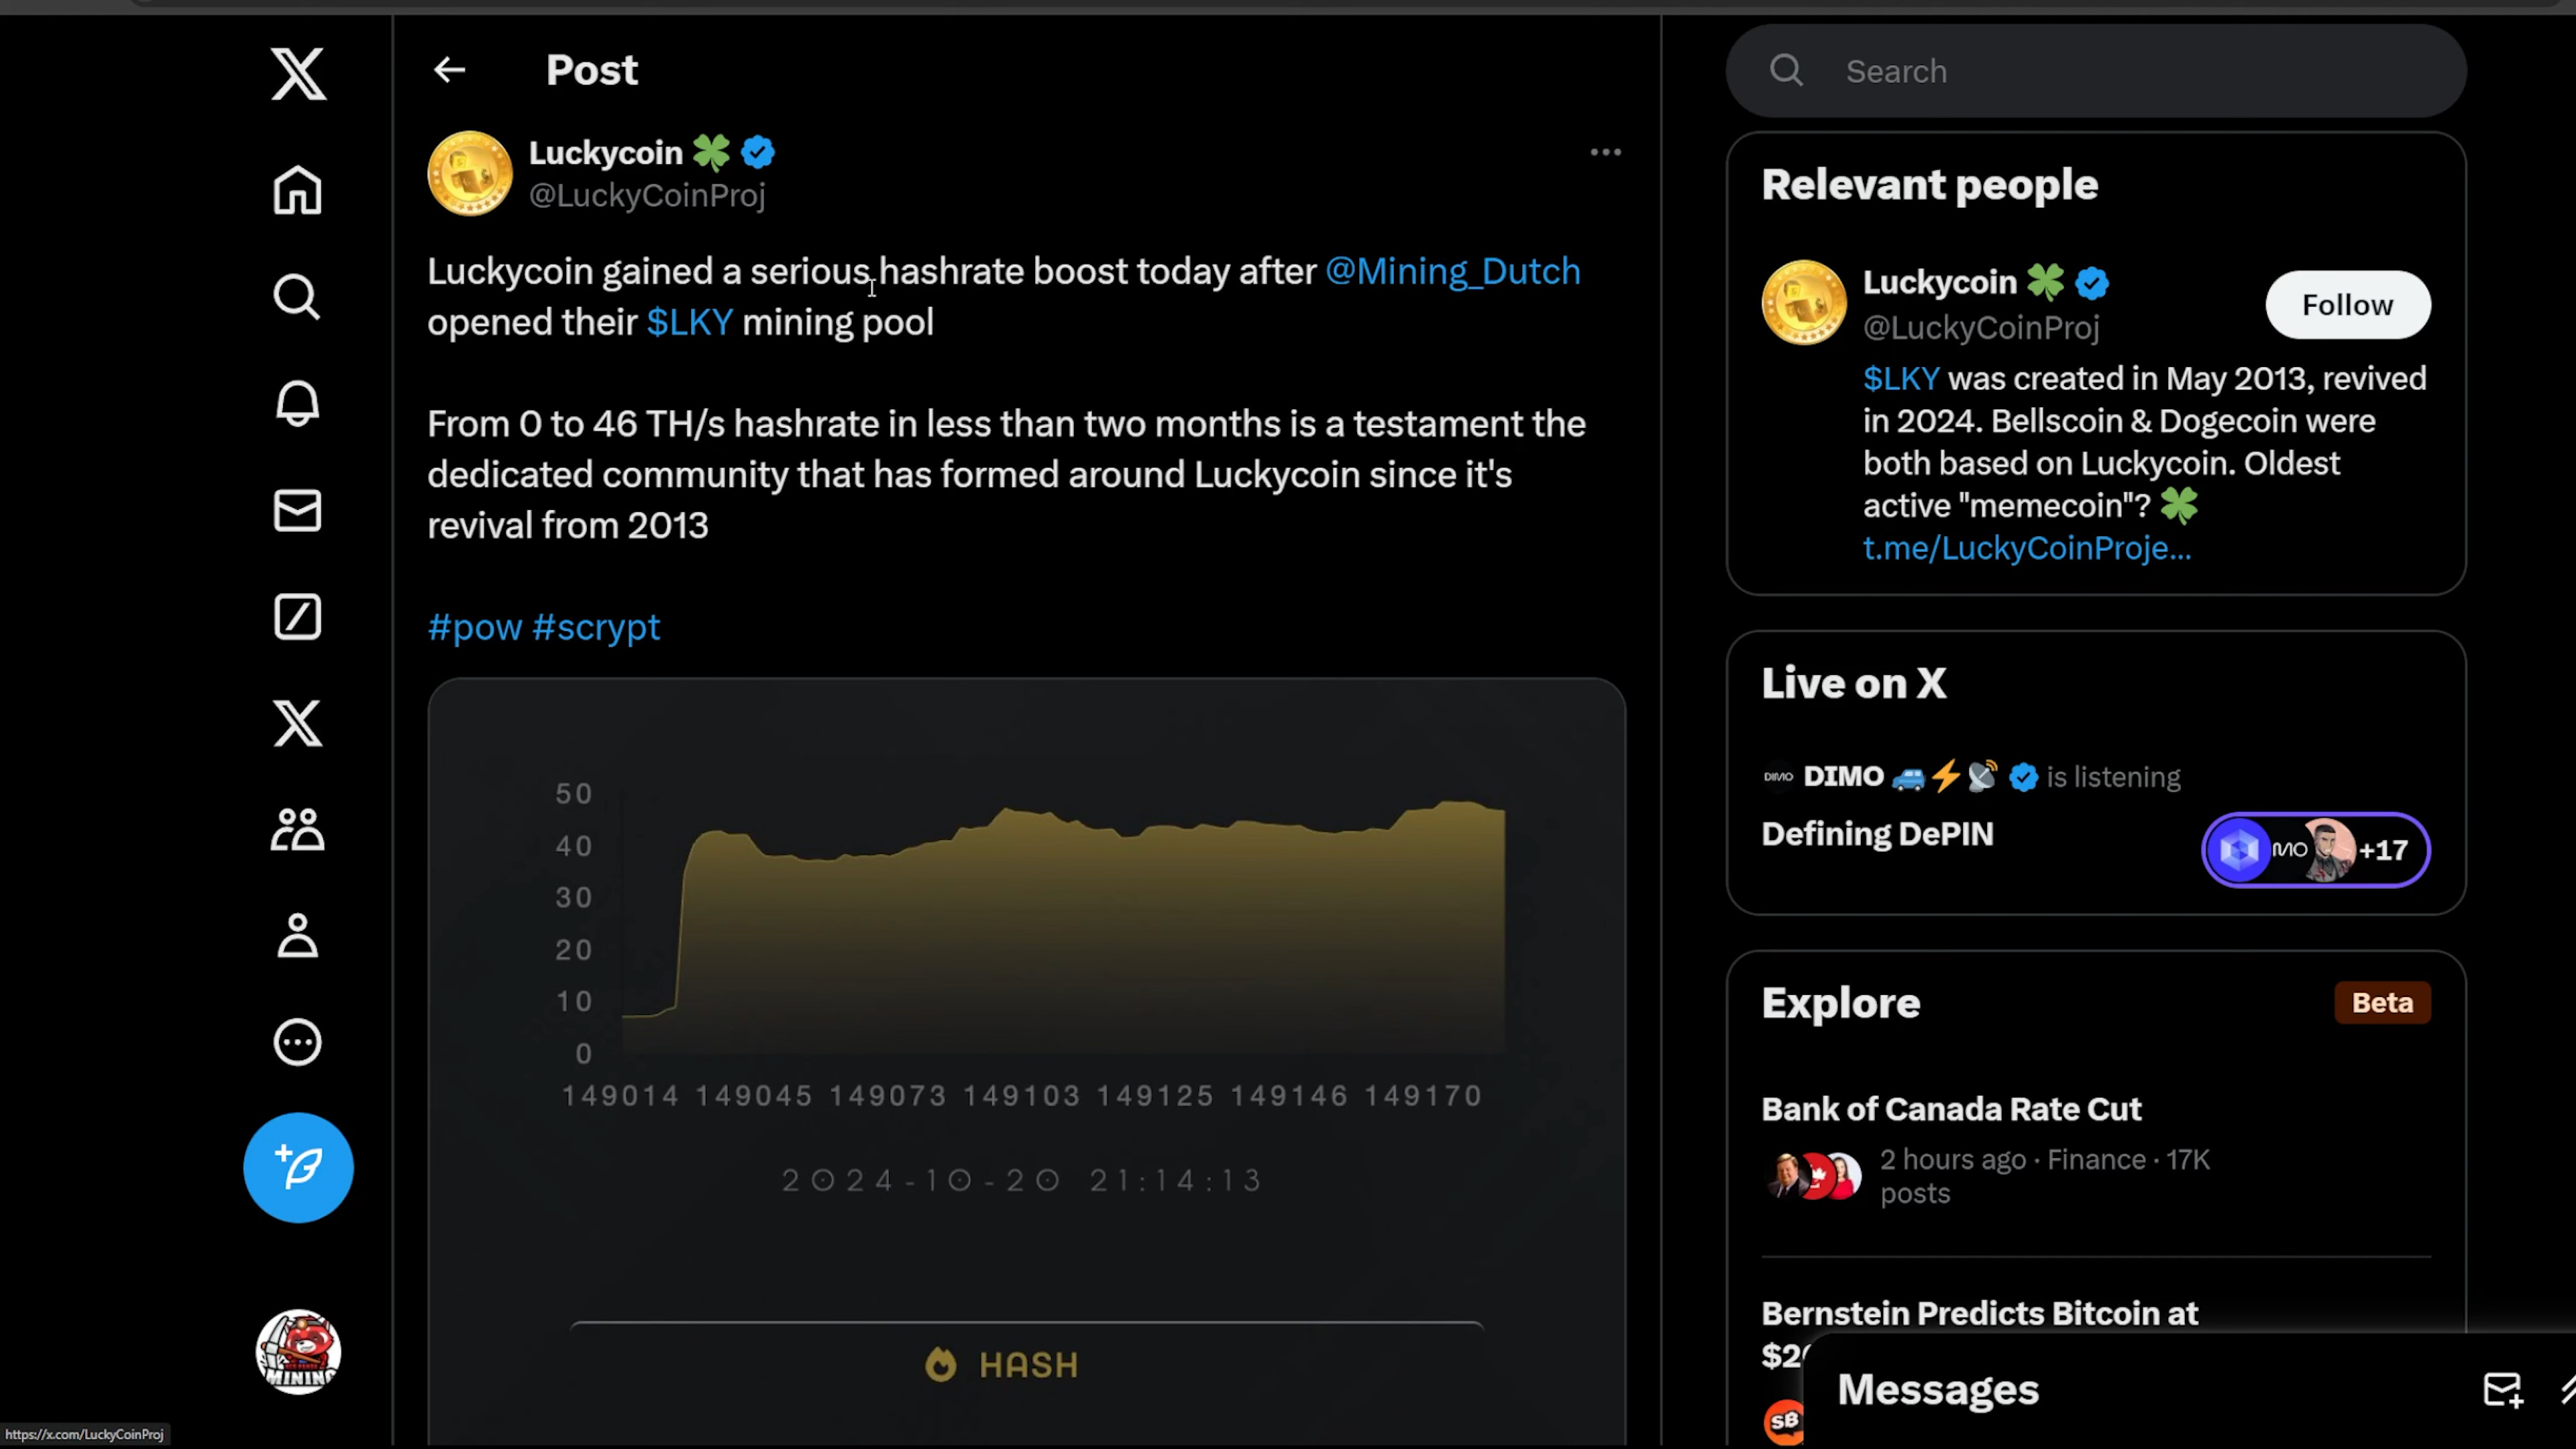 Post
Search
Luckycoin 🍀
@LuckyCoinProj
Luckycoin gained a serious hashrate boost today after @Mining_Dutch
opened their $LKY mining pool
From 0 to 46 TH/s hashrate in less than two months is a testament the
dedicated community that has formed around Luckycoin since it's
revival from 2013
#pow #scrypt
50
40
30
20
10
0
149014 149045 149073 149103 149125 149146 149170
2024-10-20 21:14:13
HASH
Relevant people
Luckycoin 🍀
@LuckyCoinProj
Follow
$LKY was created in May 2013, revived
in 2024. Bellscoin & Dogecoin were
both based on Luckycoin. Oldest
active "memecoin"? 🍀
t.me/LuckyCoinProje...
Live on X
DIMO DIMO 🚙⚡📡 is listening
Defining DePIN
+17
Explore
Beta
Bank of Canada Rate Cut
2 hours ago · Finance · 17K
posts
Bernstein Predicts Bitcoin at
SB
Messages
MINING
https://x.com/LuckyCoinProj